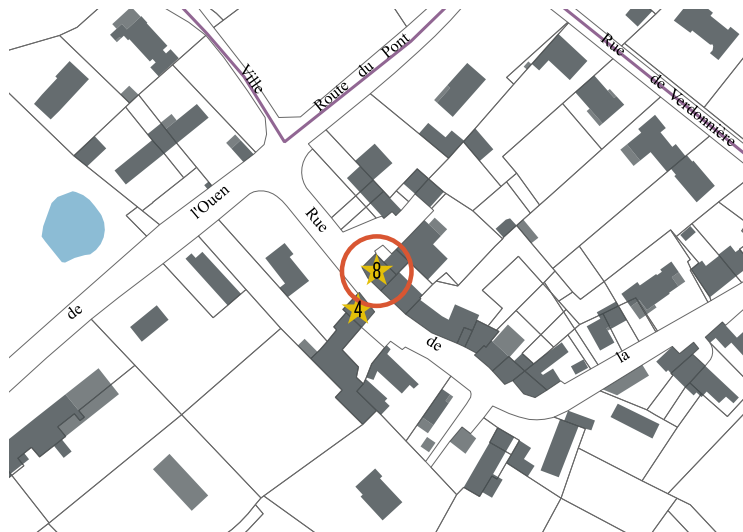 Ville
Route du Pont
Rue
de Verdonnière
l'Ouen
Rue
8
4
de
de
la